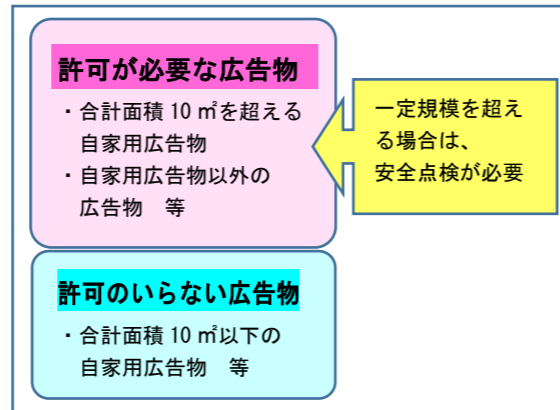 許可が必要な広告物
・合計面積 10 ㎡を超える
自家用広告物
・自家用広告物以外の
広告物　等
一定規模を超え
る場合は、
安全点検が必要
許可のいらない広告物
・合計面積 10 ㎡以下の
自家用広告物　等